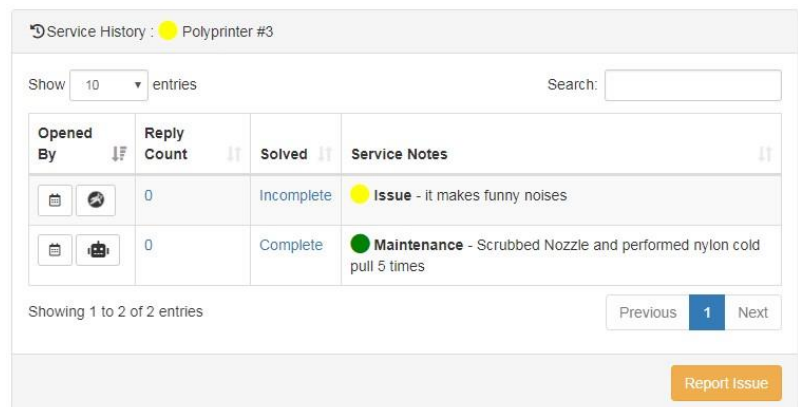 Service History : Polyprinter #3
Show 10 entries
Search:
Opened By
Reply Count
Solved
Service Notes
0
Incomplete
Issue - it makes funny noises
0
Complete
Maintenance - Scrubbed Nozzle and performed nylon cold
pull 5 times
Showing 1 to 2 of 2 entries
Previous 1 Next
Report Issue